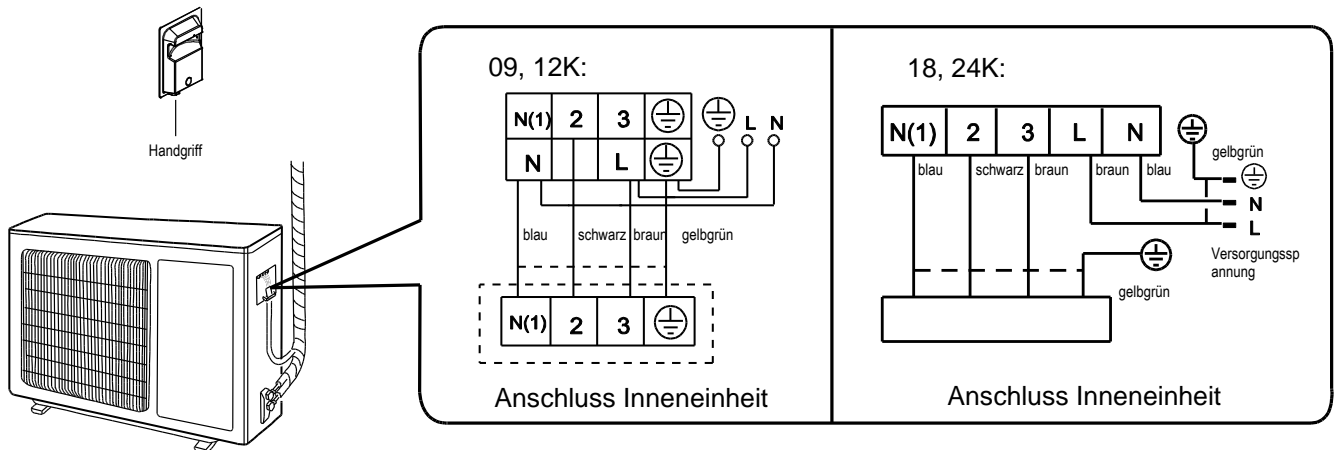 Handgriff
09, 12K:
N(1) 2 3
N L
L N
blau schwarz braun gelbgrün
N(1) 2 3
Anschluss Inneneinheit
18, 24K:
N(1) 2 3 L N
blau schwarz braun braun blau
gelbgrün
N
L
Versorgungssp
annung
gelbgrün
Anschluss Inneneinheit